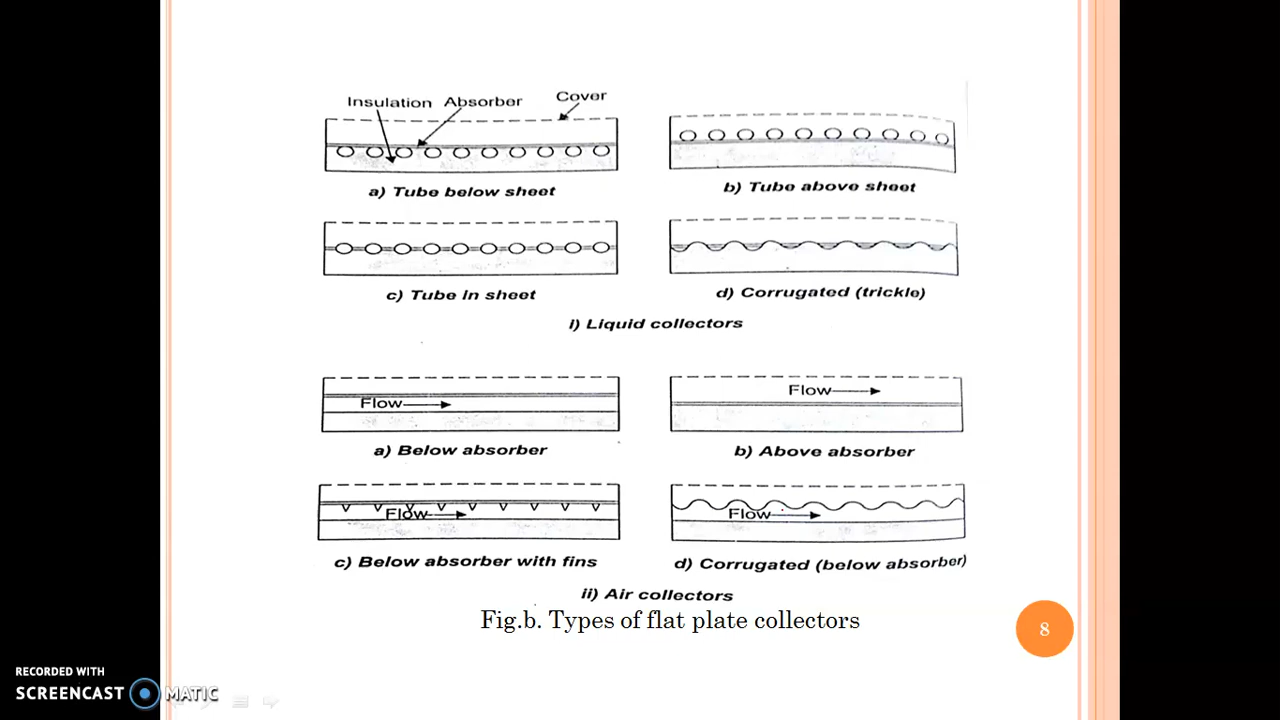 Insulation Absorber Cover
a) Tube below sheet
b) Tube above sheet
c) Tube in sheet
d) Corrugated (trickle)
i) Liquid collectors
Flow
Flow
a) Below absorber
b) Above absorber
Flow
Flow
c) Below absorber with fins
d) Corrugated (below absorber)
ii) Air collectors
Fig.b. Types of flat plate collectors
8
RECORDED WITH
SCREENCAST MATIC